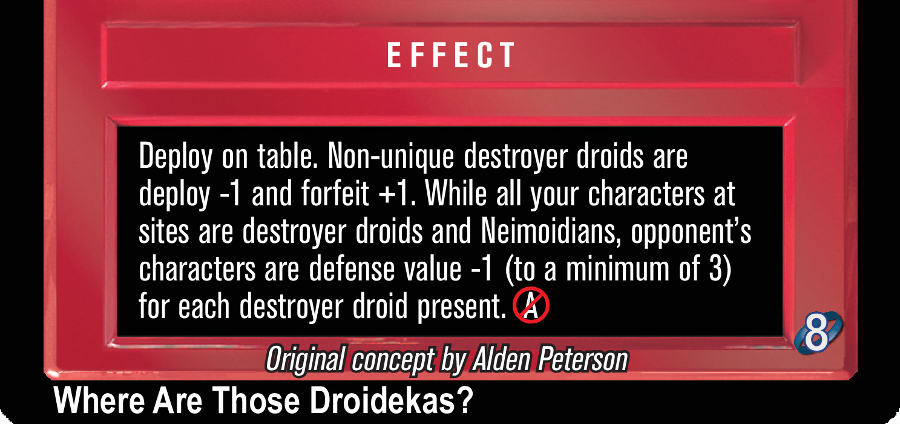 EFFECT
Deploy on table. Non-unique destroyer droids are
deploy -1 and forfeit +1. While all your characters at
sites are destroyer droids and Neimoidians, opponent's
characters are defense value -1 (to a minimum of 3)
for each destroyer droid present. A
8
Original concept by Alden Peterson
Where Are Those Droidekas?